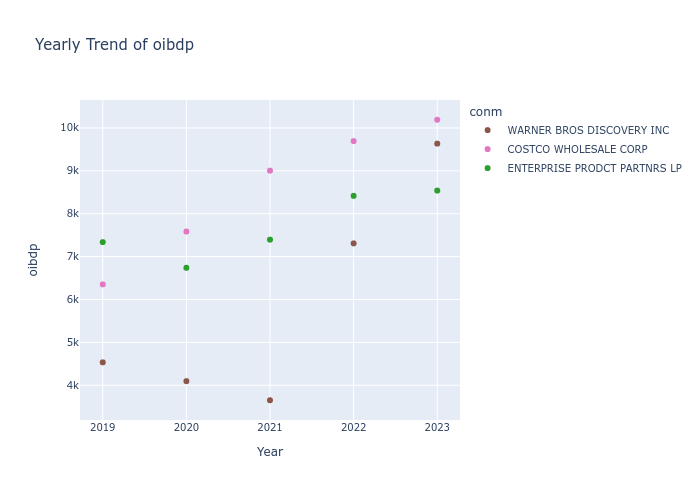 Yearly Trend of oibdp
conm
WARNER BROS DISCOVERY INC
COSTCO WHOLESALE CORP
ENTERPRISE PRODCT PARTNRS LP
oibdp
10k
9k
8k
7k
6k
5k
4k
2019 2020 2021 2022 2023
Year